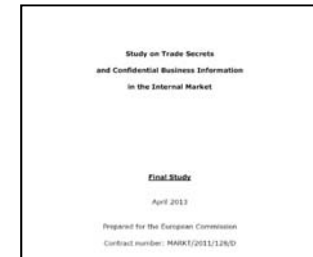 Study on Trade Secrets
and Confidential Business Information
in the Internal Market
Final Study
April 2013
Prepared for the European Commission
Contract number: MARKT/2011/128/D